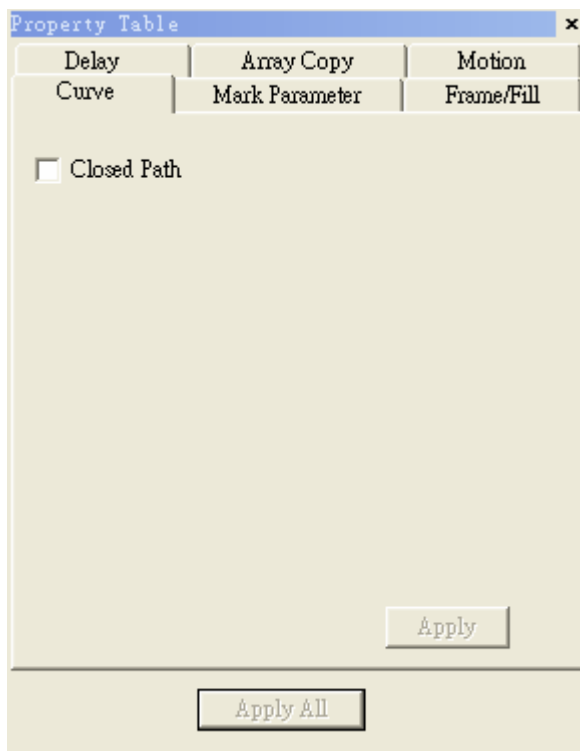 Property Table
Delay Array Copy Motion
Curve Mark Parameter Frame/Fill
Closed Path
Apply
Apply All